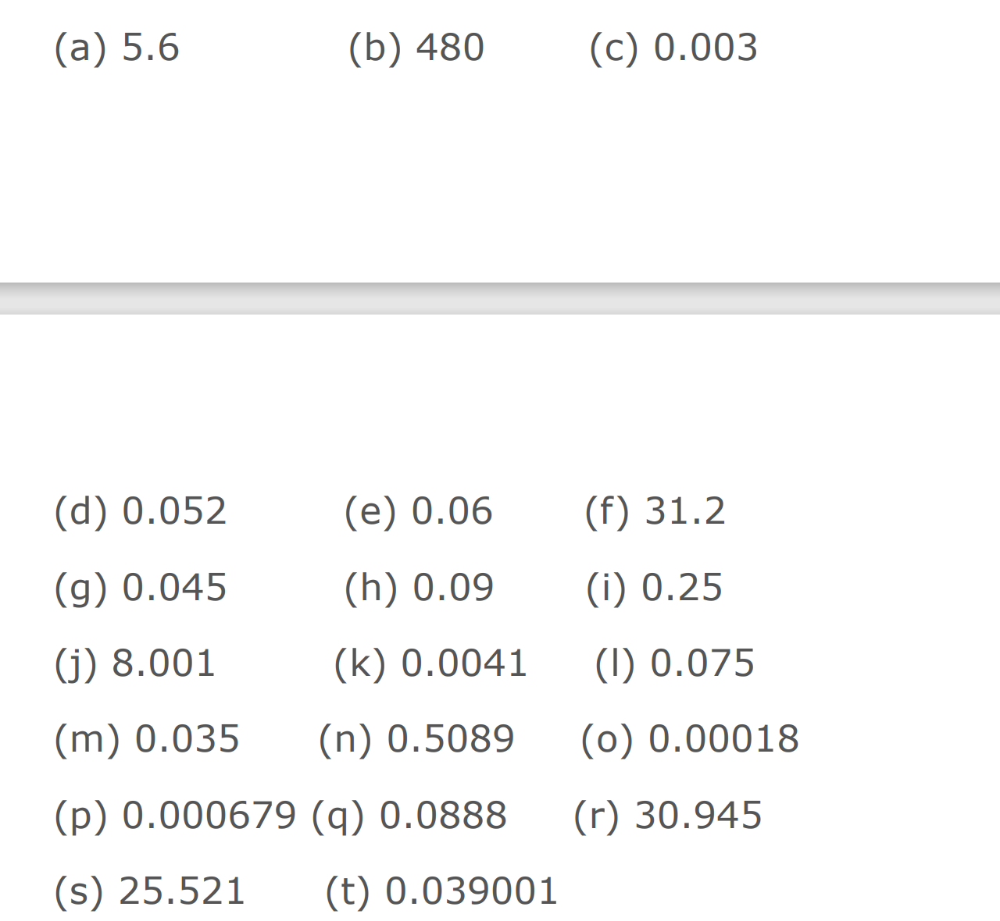 (a) 5.6 (b) 480 (c) 0.003
(d) 0.052 (e) 0.06 (f) 31.2
(g) 0.045 (h) 0.09 (i) 0.25
(j) 8.001 (k) 0.0041 (l) 0.075
(m) 0.035 (n) 0.5089 (o) 0.00018
(p) 0.000679 (q) 0.0888 (r) 30.945
(s) 25.521 (t) 0.039001